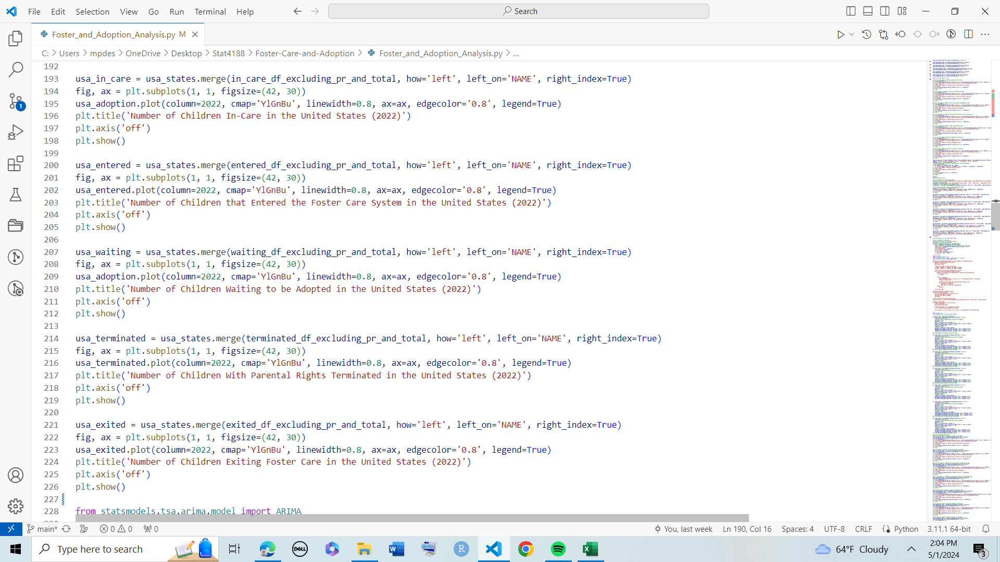 File Edit Selection View Go Run Terminal Help
Search
Foster_and_Adoption_Analysis.py M
C: > Users > mpdes > OneDrive > Desktop > Stat4188 > Foster-Care-and-Adoption > Foster_and_Adoption_Analysis.py > ...
192
193 usa_in_care = usa_states.merge(in_care_df_excluding_pr_and_total, how='left', left_on='NAME', right_index=True)
194 fig, ax = plt.subplots(1, 1, figsize=(42, 30))
195 usa_adoption.plot(column=2022, cmap='YlGnBu', linewidth=0.8, ax=ax, edgecolor='0.8', legend=True)
196 plt.title('Number of Children In-Care in the United States (2022)')
197 plt.axis('off')
198 plt.show()
199
200 usa_entered = usa_states.merge(entered_df_excluding_pr_and_total, how='left', left_on='NAME', right_index=True)
201 fig, ax = plt.subplots(1, 1, figsize=(42, 30))
202 usa_entered.plot(column=2022, cmap='YlGnBu', linewidth=0.8, ax=ax, edgecolor='0.8', legend=True)
203 plt.title('Number of Children that Entered the Foster Care System in the United States (2022)')
204 plt.axis('off')
205 plt.show()
206
207 usa_waiting = usa_states.merge(waiting_df_excluding_pr_and_total, how='left', left_on='NAME', right_index=True)
208 fig, ax = plt.subplots(1, 1, figsize=(42, 30))
209 usa_adoption.plot(column=2022, cmap='YlGnBu', linewidth=0.8, ax=ax, edgecolor='0.8', legend=True)
210 plt.title('Number of Children Waiting to be Adopted in the United States (2022)')
211 plt.axis('off')
212 plt.show()
213
214 usa_terminated = usa_states.merge(terminated_df_excluding_pr_and_total, how='left', left_on='NAME', right_index=True)
215 fig, ax = plt.subplots(1, 1, figsize=(42, 30))
216 usa_terminated.plot(column=2022, cmap='YlGnBu', linewidth=0.8, ax=ax, edgecolor='0.8', legend=True)
217 plt.title('Number of Children With Parental Rights Terminated in the United States (2022)')
218 plt.axis('off')
219 plt.show()
220
221 usa_exited = usa_states.merge(exited_df_excluding_pr_and_total, how='left', left_on='NAME', right_index=True)
222 fig, ax = plt.subplots(1, 1, figsize=(42, 30))
223 usa_exited.plot(column=2022, cmap='YlGnBu', linewidth=0.8, ax=ax, edgecolor='0.8', legend=True)
224 plt.title('Number of Children Exiting Foster Care in the United States (2022)')
225 plt.axis('off')
226 plt.show()
227
228 from statsmodels.tsa.arima.model import ARIMA
1
main* 0 0 0 You, last week Ln 190, Col 16 Spaces: 4 UTF-8 CRLF Python 3.11.1 64-bit
Type here to search DELL W R X 64°F Cloudy 2:04 PM
5/1/2024 3